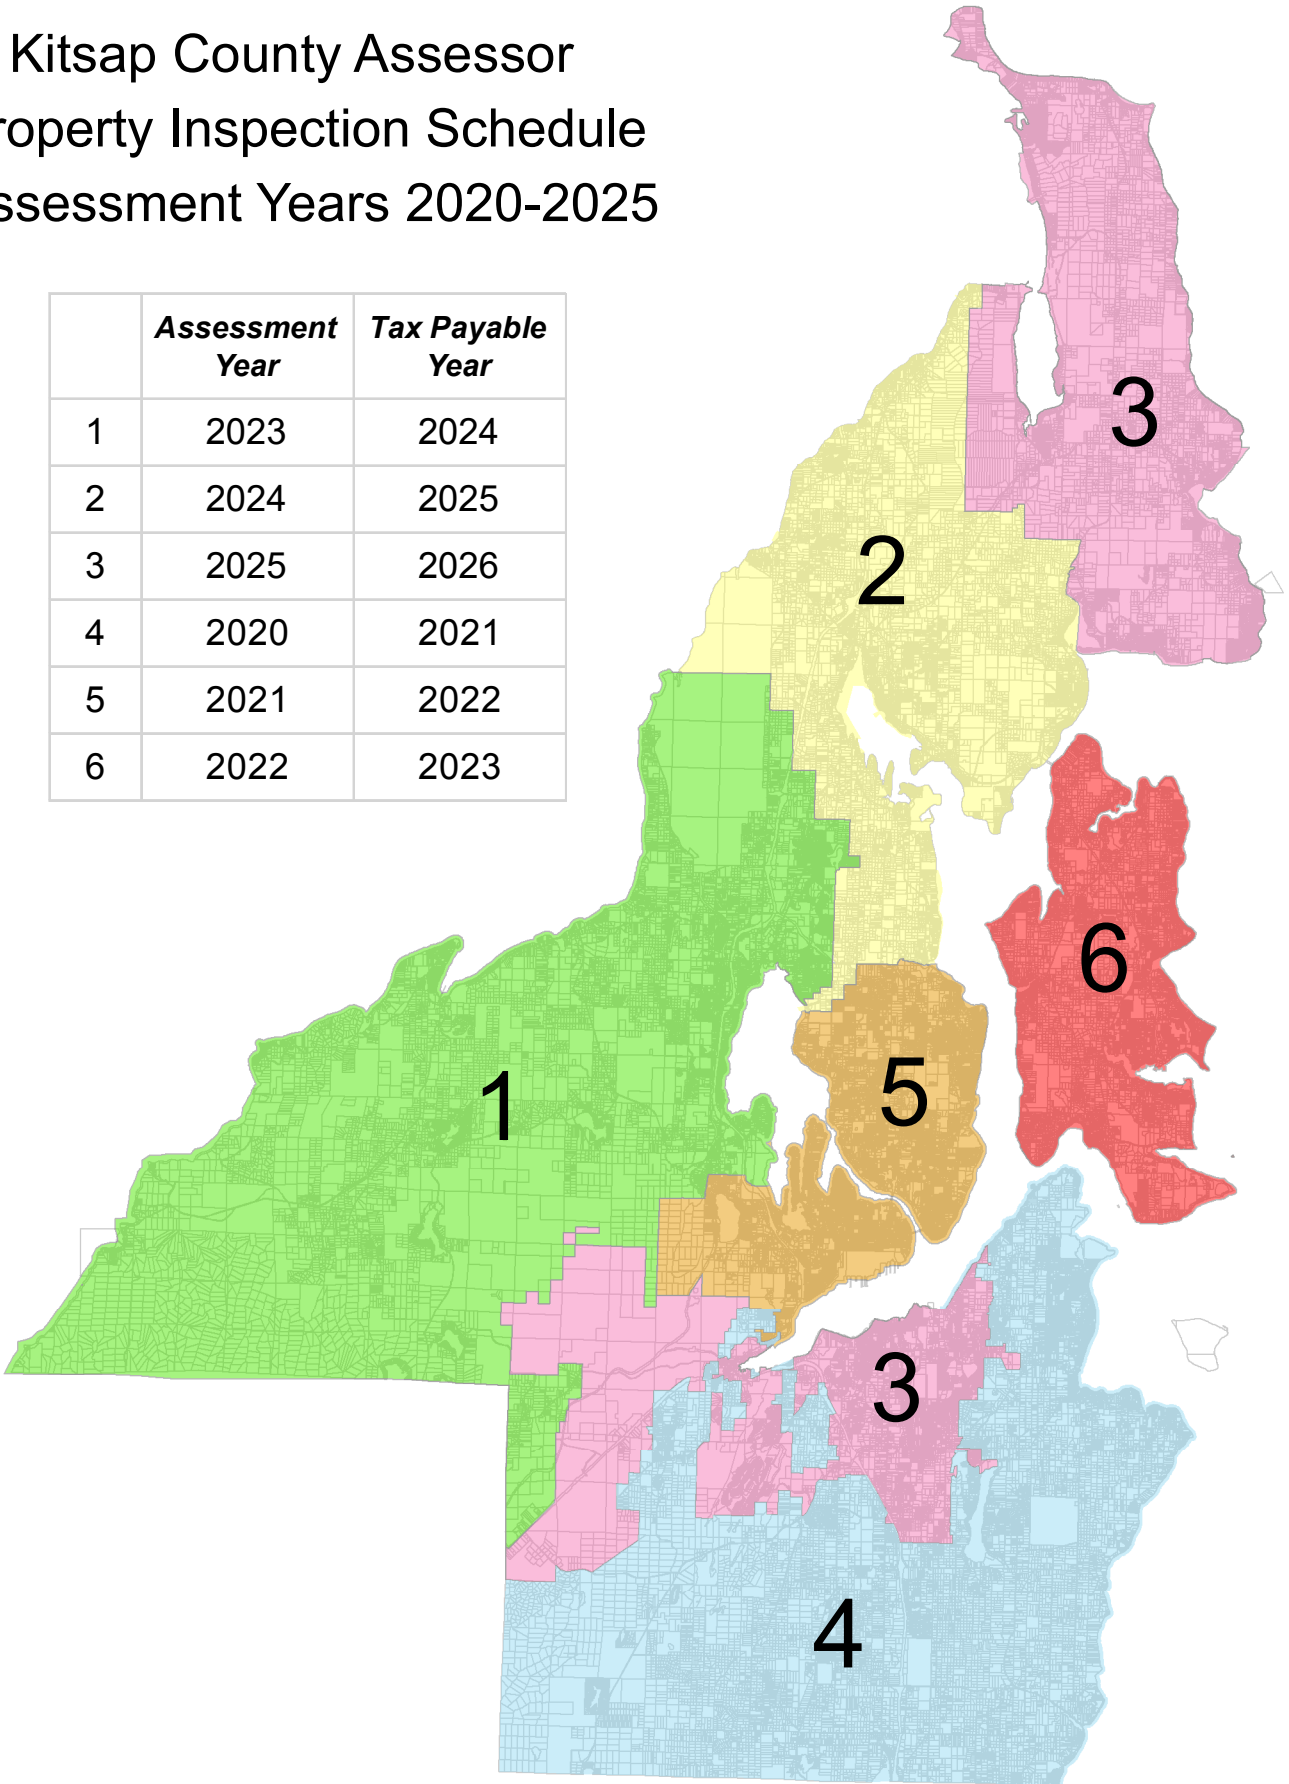 Kitsap County Assessor
roperty Inspection Schedule
ssessment Years 2020-2025
Assessment Year Tax Payable Year
1 2023 2024
2 2024 2025
3 2025 2026
4 2020 2021
5 2021 2022
6 2022 2023
3
2
6
1
5
3
4